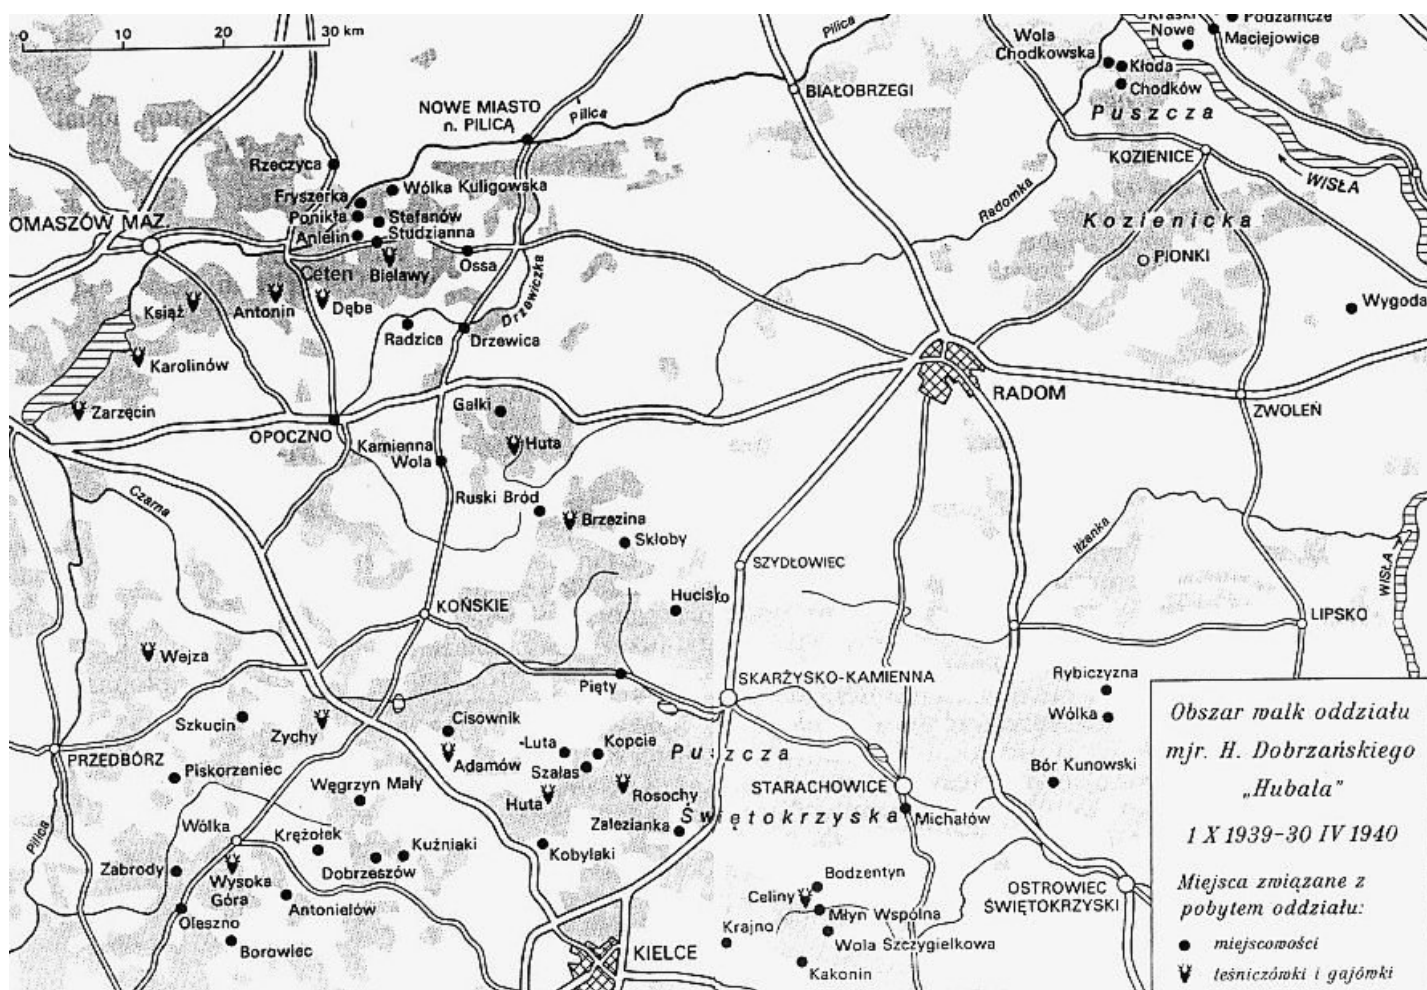 0 10 20 30 km
Pilica
Wola
Chodkowska
Kraski
Nowe
Podzamcze
Maciejowice
Kłoda
Chodków
NOWE MIASTO
n. PILICĄ
Pilica
BIAŁOBRZEGI
Puszcza
KOZIENICE
WISŁA
Rzeczyca
Fryszerka
Wólka Kuligowska
Ponikła
Stefanów
Anielin
Studzianna
OMASZÓW MAZ.
Radomka
Kozienicka
PIONKI
Ceteń
Bielawy
Ossa
Drzewiczka
Książ
Antonin
Dęba
Radzice
Drzewica
Wygoda
Karolinów
Zarzęcin
OPOCZNO
Gałki
Kamienna
Wola
Huta
RADOM
ZWOLEŃ
Czarna
Ruski Bród
Brzezina
Skłoby
Iłżanka
WISŁA
SZYDŁOWIEC
KOŃSKIE
Hucisko
LIPSKO
Wejza
Pięty
SKARŻYSKO-KAMIENNA
Rybiczyzna
Wólka
Szkucin
Zychy
Cisownik
PRZEDBÓRZ
Piskorzeniec
Adamów
Luta
Kopcie
Szałas
Puszcza
Huta
Rosochy
STARACHOWICE
Bór Kunowski
Węgrzyn Mały
Świętokrzyska
Michałów
Pilica
Wólka
Krężołek
Kuźniaki
Zalezianka
Kobylaki
Dobrzeszów
Zabrody
Wysoka
Góra
Antonielów
Oleszno
Borowiec
Bodzentyn
Celiny
Młyn Wspólna
Krajno
Wola Szczygiełkowa
Kakonin
KIELCE
OSTROWIEC
ŚWIĘTOKRZYSKI
Obszar walk oddziału
mjr. H. Dobrzańskiego
„Hubala"
1 X 1939-30 IV 1940
Miejsca związane z
pobytem oddziału:
miejscowości
leśniczówki i gajówki